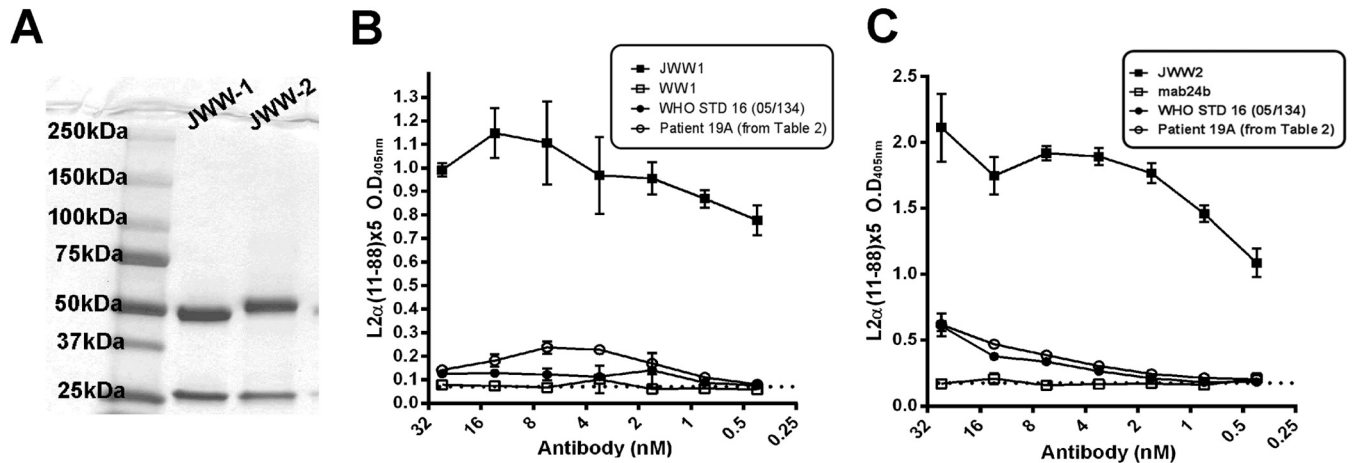 A
JWW-1
JWW-2
250kDa
150kDa
100kDa
75kDa
50kDa
37kDa
25kDa
B
JWW1
WW1
WHO STD 16 (05/134)
Patient 19A (from Table 2)
L2α(11-88)x5 O.D405nm
1.3
1.2
1.1
1.0
0.9
0.8
0.7
0.6
0.5
0.4
0.3
0.2
0.1
0.0
32
16
8
4
2
1
0.5
0.25
Antibody (nM)
C
JWW2
mab24b
WHO STD 16 (05/134)
Patient 19A (from Table 2)
L2α(11-88)x5 O.D405nm
2.5
2.0
1.5
1.0
0.5
0.0
32
16
8
4
2
1
0.5
0.25
Antibody (nM)